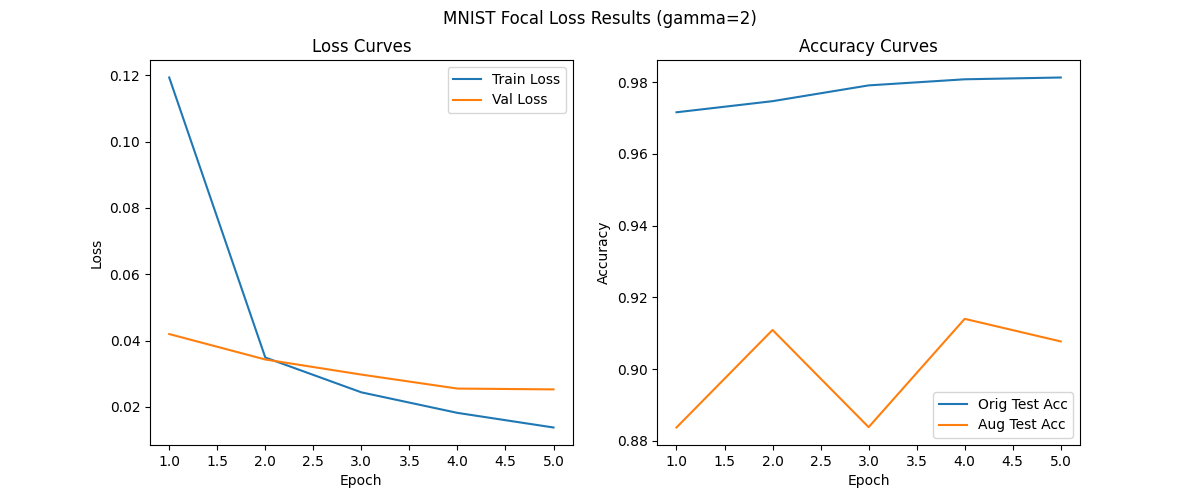 MNIST Focal Loss Results (gamma=2)
Loss Curves
Train Loss
Val Loss
0.12
0.10
0.08
0.06
0.04
0.02
Loss
1.0 1.5 2.0 2.5 3.0 3.5 4.0 4.5 5.0
Epoch
Accuracy Curves
0.98
0.96
0.94
0.92
0.90
0.88
Accuracy
Orig Test Acc
Aug Test Acc
1.0 1.5 2.0 2.5 3.0 3.5 4.0 4.5 5.0
Epoch